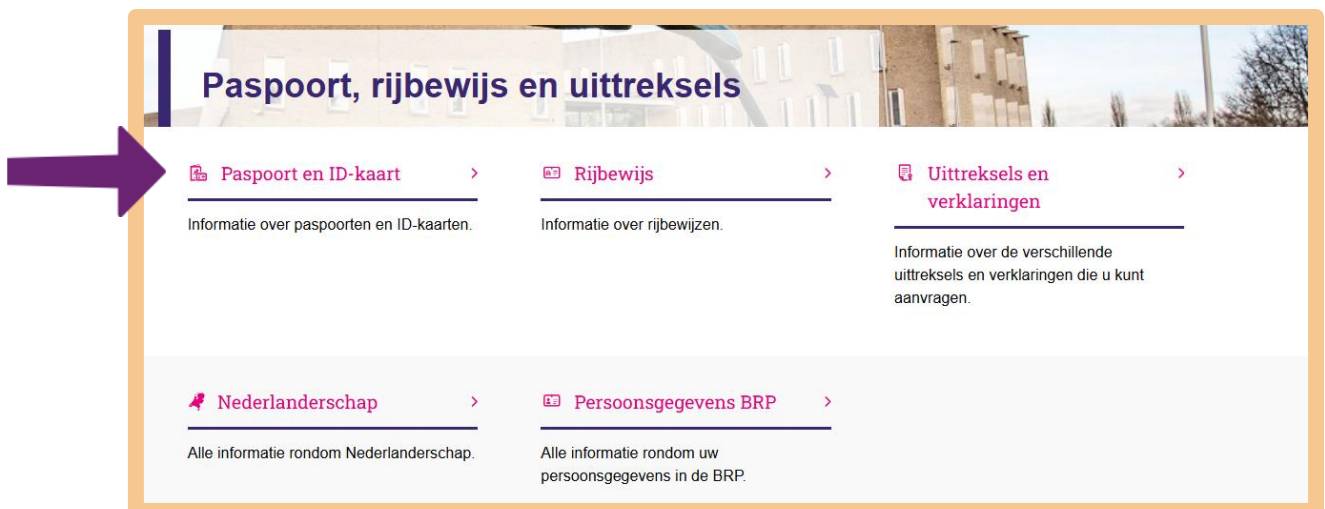 Paspoort, rijbewijs en uittreksels
Paspoort en ID-kaart
Informatie over paspoorten en ID-kaarten.
Rijbewijs
Informatie over rijbewijzen.
Uittreksels en
verklaringen
Informatie over de verschillende
uittreksels en verklaringen die u kunt
aanvragen.
Nederlanderschap
Alle informatie rondom Nederlanderschap.
Persoonsgegevens BRP
Alle informatie rondom uw
persoonsgegevens in de BRP.